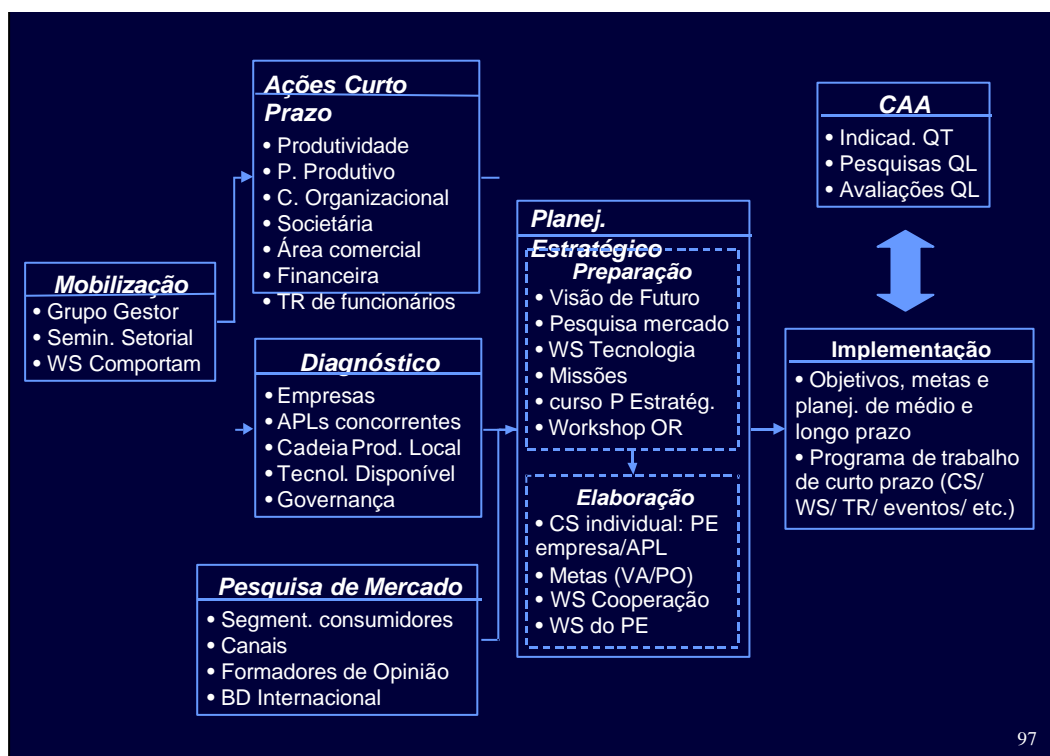 Ações Curto
Prazo
• Produtividade
• P. Produtivo
• C. Organizacional
• Societária
• Área comercial
• Financeira
• TR de funcionários
CAA
• Indicad. QT
• Pesquisas QL
• Avaliações QL
Mobilização
• Grupo Gestor
• Semin. Setorial
• WS Comportam
Planej.
Estratégico
Preparação
• Visão de Futuro
• Pesquisa mercado
• WS Tecnologia
• Missões
• curso P Estratég.
• Workshop OR
Diagnóstico
• Empresas
• APLs concorrentes
• Cadeia Prod. Local
• Tecnol. Disponível
• Governança
Implementação
• Objetivos, metas e
planej. de médio e
longo prazo
• Programa de trabalho
de curto prazo (CS/
WS/ TR/ eventos/ etc.)
Elaboração
• CS individual: PE
empresa/APL
• Metas (VA/PO)
• WS Cooperação
• WS do PE
Pesquisa de Mercado
• Segment. consumidores
• Canais
• Formadores de Opinião
• BD Internacional
97